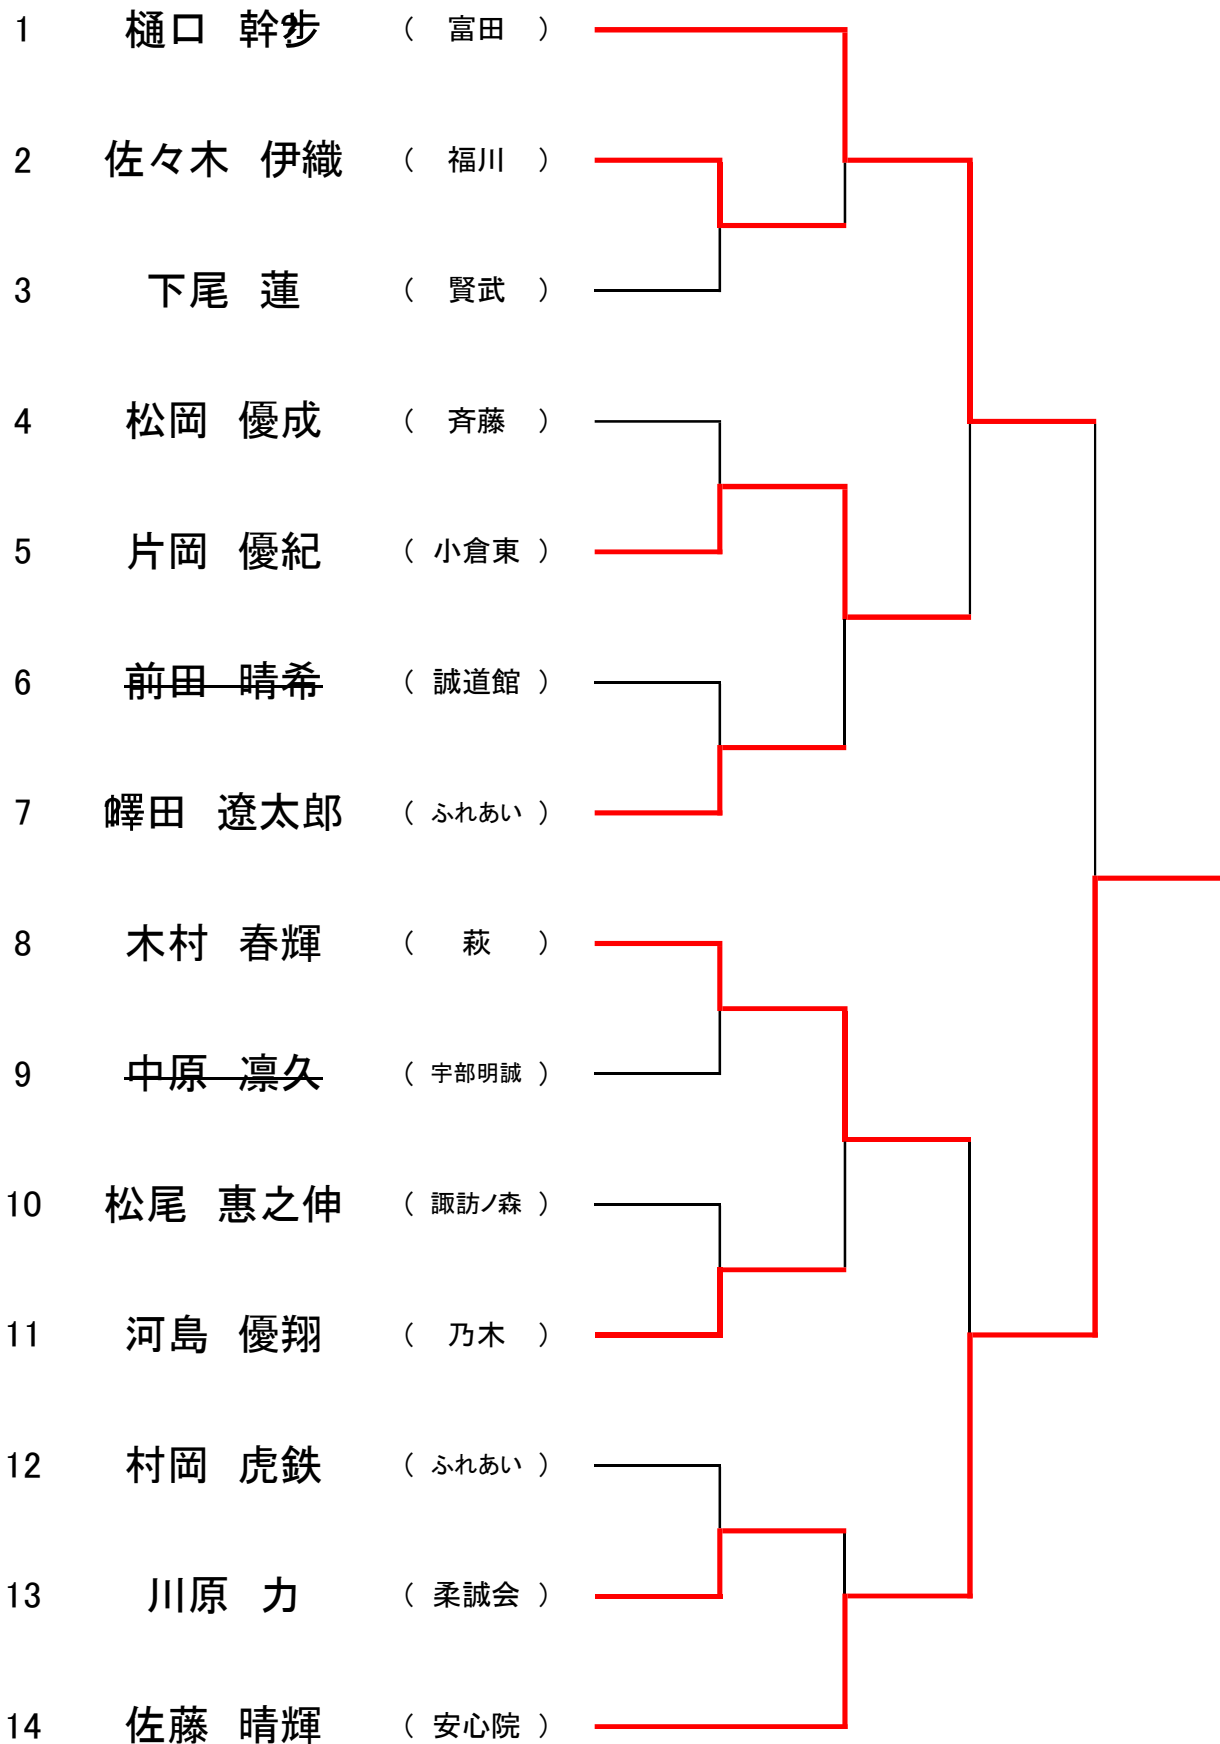 1 樋口 幹歩 ( 富田 )
2 佐々木 伊織 ( 福川 )
3 下尾 蓮 ( 賢武 )
4 松岡 優成 ( 斉藤 )
5 片岡 優紀 ( 小倉東 )
6 前田 晴希 ( 誠道館 )
7 田 遼太郎 ( ふれあい )
8 木村 春輝 ( 萩 )
9 中原 凛久 ( 宇部明誠 )
10 松尾 惠之伸 ( 諏訪ノ森 )
11 河島 優翔 ( 乃木 )
12 村岡 虎鉄 ( ふれあい )
13 川原 力 ( 柔誠会 )
14 佐藤 晴輝 ( 安心院 )